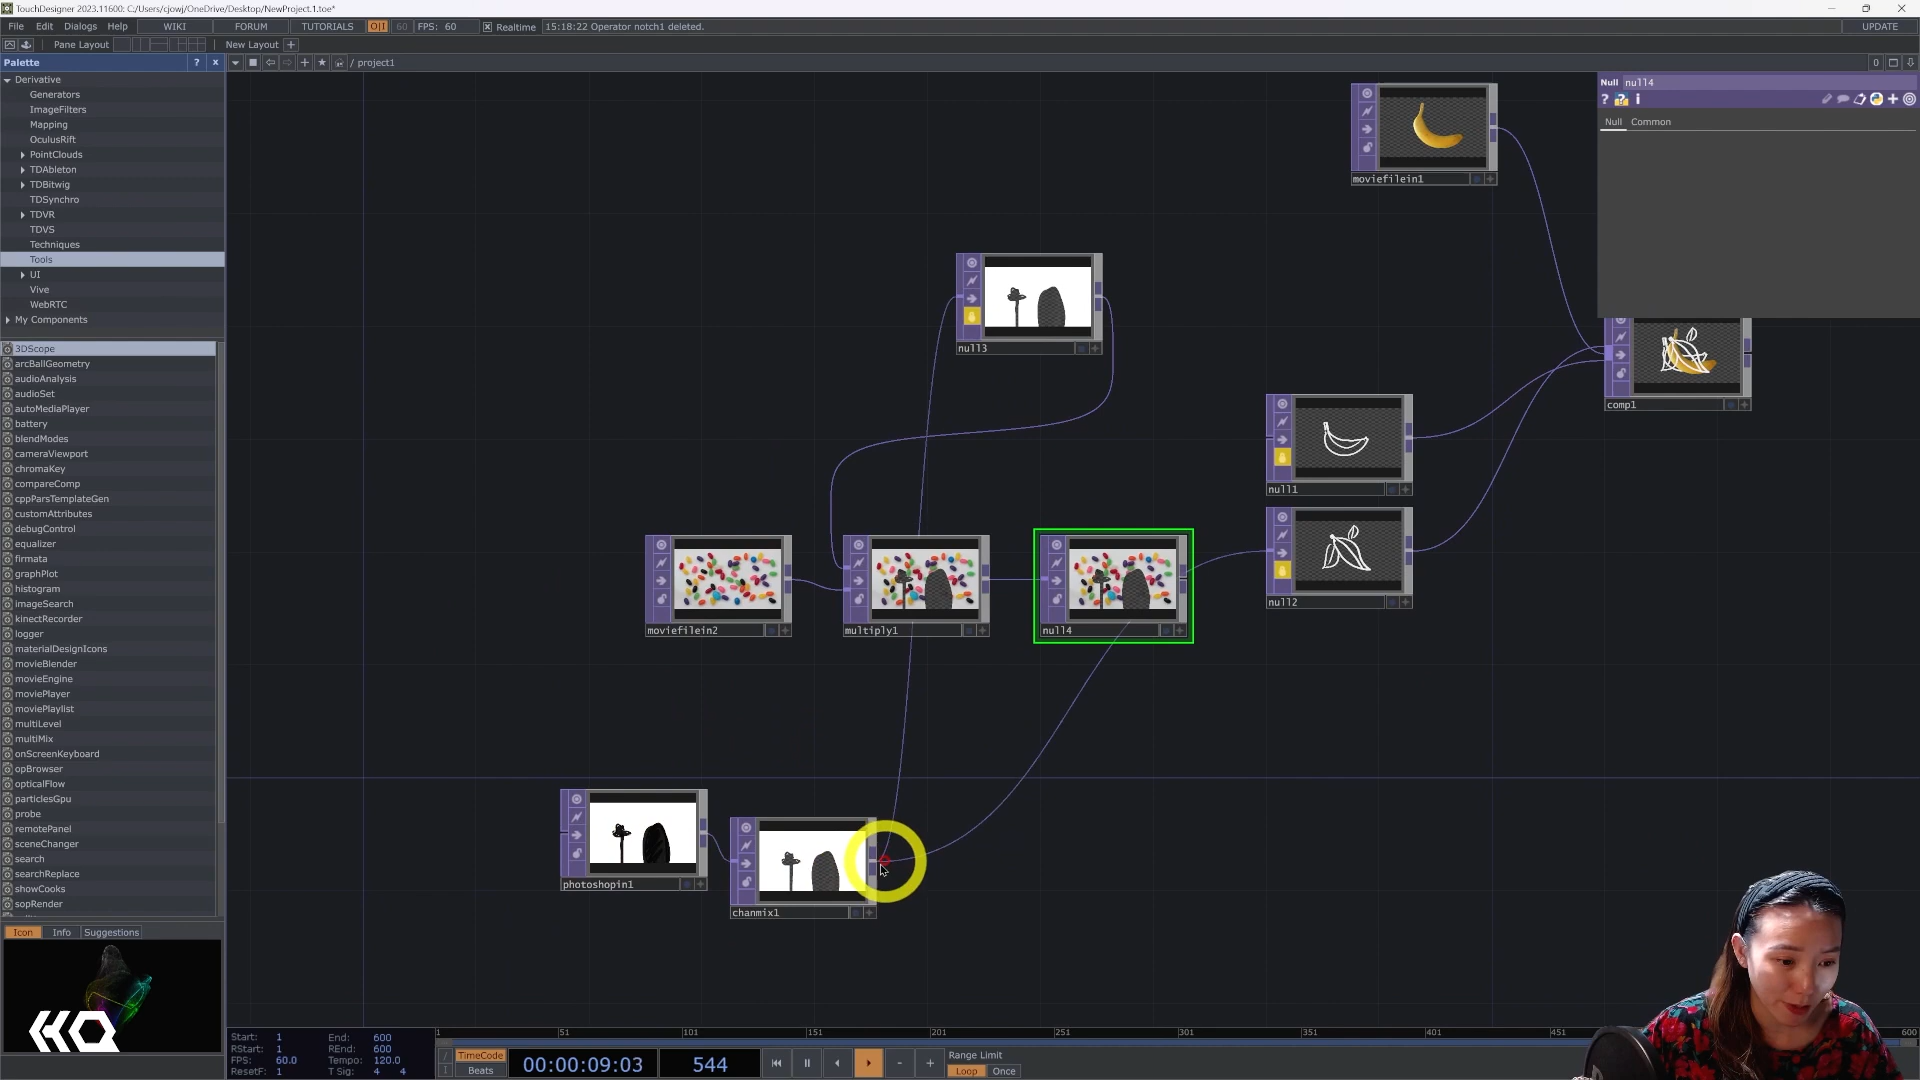 TouchDesigner 2023.11600: C:/Users/cjowj/OneDrive/Desktop/NewProject.1.toe*
File Edit Dialogs Help WIKI FORUM TUTORIALS O|I 60 FPS: 60 Realtime 15:18:22 Operator notch1 deleted. UPDATE
Pane Layout New Layout +
Palette ? x / project1 0
Derivative
Generators
ImageFilters
Mapping
OculusRift
PointClouds
TDAbleton
TDBitwig
TDSynchro
TDVR
TDVS
Techniques
Tools
UI
Vive
WebRTC
My Components
3DScope
arcBallGeometry
audioAnalysis
audioSet
autoMediaPlayer
battery
blendModes
cameraViewport
chromaKey
compareComp
cppParsTemplateGen
customAttributes
debugControl
equalizer
firmata
graphPlot
histogram
imageSearch
kinectRecorder
logger
materialDesignIcons
movieBlender
movieEngine
moviePlayer
moviePlaylist
multiLevel
multiMix
onScreenKeyboard
opBrowser
opticalFlow
particlesGpu
probe
remotePanel
sceneChanger
search
searchReplace
showCooks
sopRender
Icon Info Suggestions
HQ
Null null4
? ? i
Null Common
moviefilein1
null3
comp1
null1
null2
moviefilein2
multiply1
null4
photoshopin1
chanmix1
Start: 1 End: 600
RStart: 1 REnd: 600
FPS: 60.0 Tempo: 120.0
ResetF: 1 T Sig: 4 4
1 51 101 151 201 251 301 351 401 451 600
TimeCode
Beats
00:00:09:03
544
- +
Range Limit
Loop Once